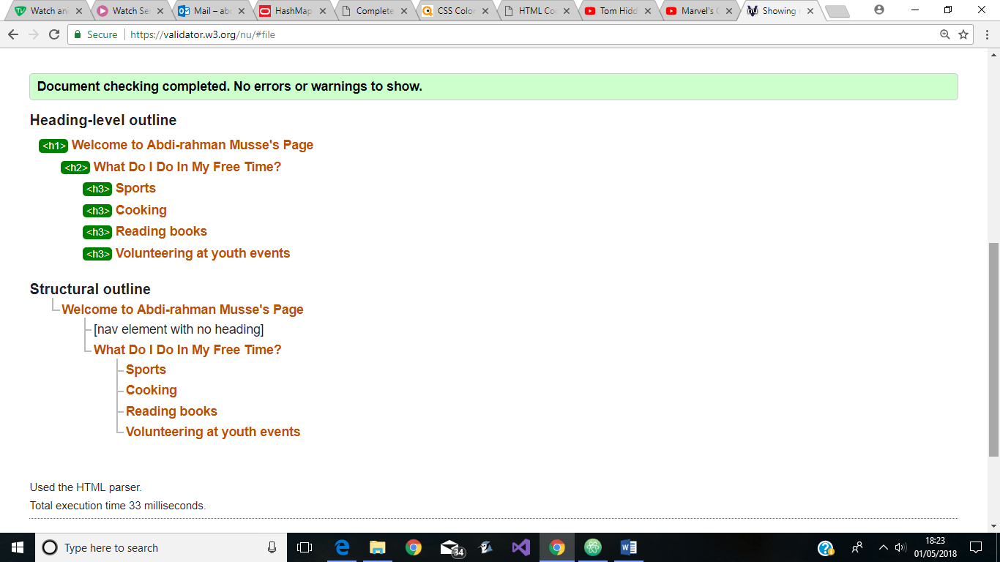 Watch an
Watch Se
Mail – abd
HashMap
Complete
CSS Color
HTML Co
Tom Hidd
Marvel's
Showing
Secure https://validator.w3.org/nu/#file
Document checking completed. No errors or warnings to show.
Heading-level outline
<h1> Welcome to Abdi-rahman Musse's Page
<h2> What Do I Do In My Free Time?
<h3> Sports
<h3> Cooking
<h3> Reading books
<h3> Volunteering at youth events
Structural outline
Welcome to Abdi-rahman Musse's Page
[nav element with no heading]
What Do I Do In My Free Time?
Sports
Cooking
Reading books
Volunteering at youth events
Used the HTML parser.
Total execution time 33 milliseconds.
Type here to search
34
18:23
01/05/2018